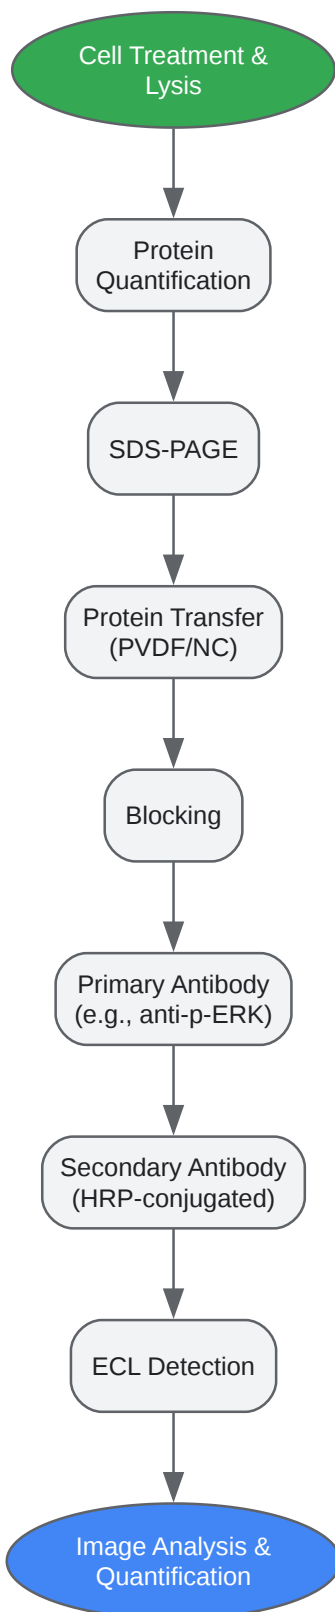 Cell Treatment &
Lysis
Protein
Quantification
SDS-PAGE
Protein Transfer
(PVDF/NC)
Blocking
Primary Antibody
(e.g., anti-p-ERK)
Secondary Antibody
(HRP-conjugated)
ECL Detection
Image Analysis &
Quantification